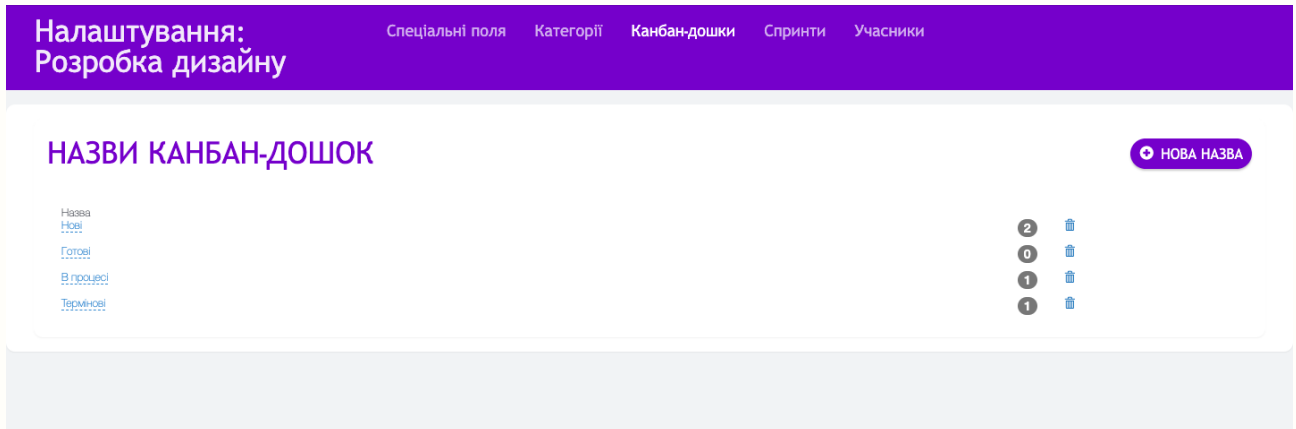 Налаштування:
Розробка дизайну
Спеціальні поля Категорії Канбан-дошки Спринти Учасники
НАЗВИ КАНБАН-ДОШОК
НОВА НАЗВА
Назва
Нові 2
Готові 0
В процесі 1
Термінові 1